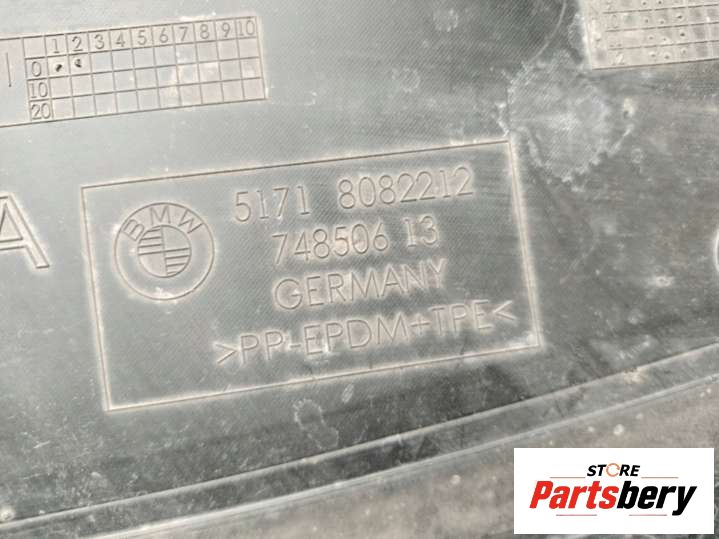 1 2 3 4 5 6 7 8 9 10
0
10
20
A
BMW
5171 8082212
748506 13
GERMANY
>PP-EPDM+TPE<
STORE
Partsbery